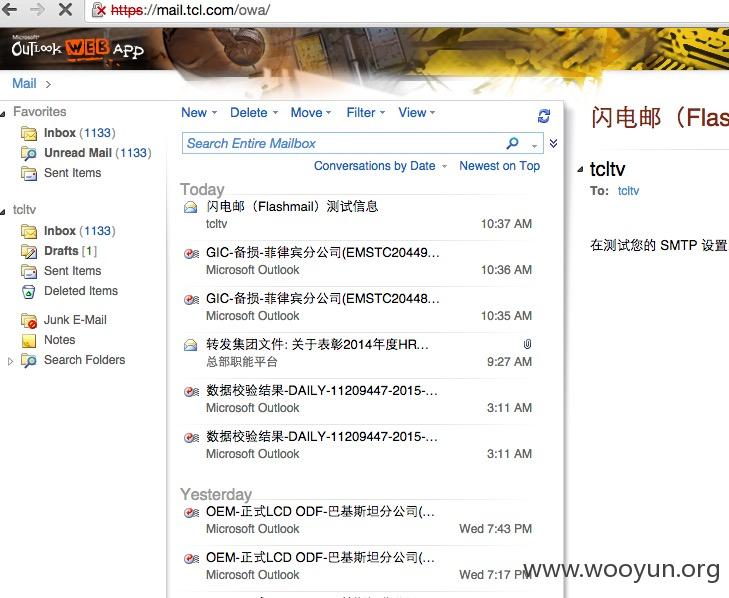 https://mail.tcl.com/owa/
Microsoft
Outlook WEB App
Mail
Favorites
Inbox (1133)
Unread Mail (1133)
Sent Items
tcltv
Inbox (1133)
Drafts [1]
Sent Items
Deleted Items
Junk E-Mail
Notes
Search Folders
New Delete Move Filter View
Search Entire Mailbox
Conversations by Date Newest on Top
Today
闪电邮（Flashmail）测试信息
tcltv 10:37 AM
GIC-备损-菲律宾分公司(EMSTC20449...
Microsoft Outlook 10:36 AM
GIC-备损-菲律宾分公司(EMSTC20448...
Microsoft Outlook 10:35 AM
转发集团文件: 关于表彰2014年度HR...
总部职能平台 9:27 AM
数据校验结果-DAILY-11209447-2015-...
Microsoft Outlook 3:11 AM
数据校验结果-DAILY-11209447-2015-...
Microsoft Outlook 3:11 AM
Yesterday
OEM-正式LCD ODF-巴基斯坦分公司(...
Microsoft Outlook Wed 7:43 PM
OEM-正式LCD ODF-巴基斯坦分公司(...
Microsoft Outlook Wed 7:17 PM
闪电邮（Flas
tcltv
To: tcltv
在测试您的 SMTP 设置
www.wooyun.org